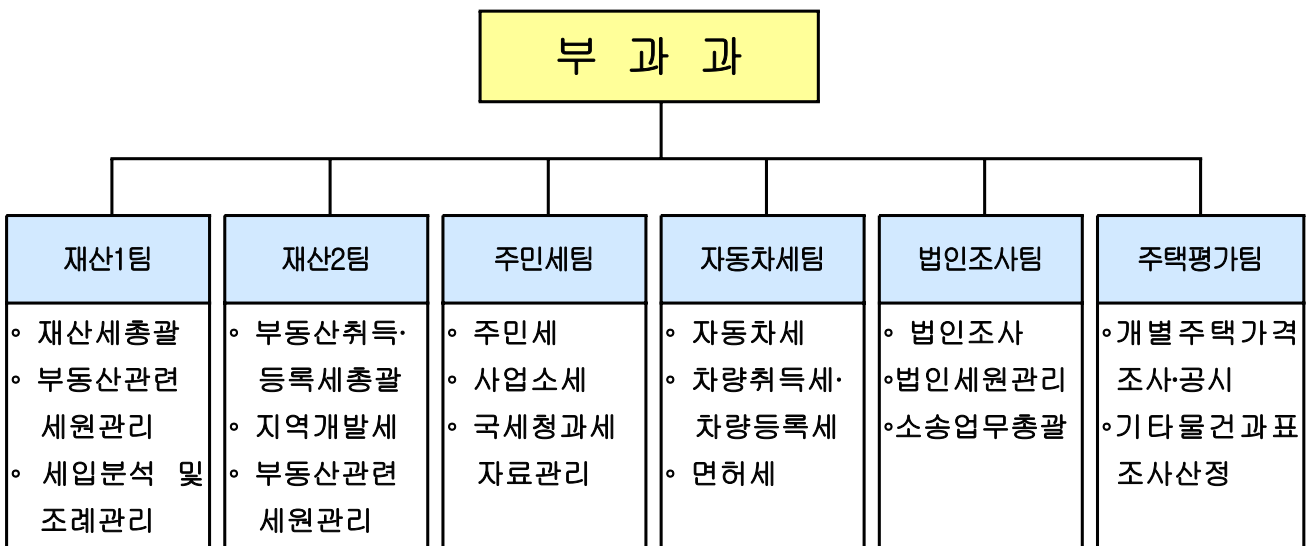 부 과 과
재산1팀
∘ 재산세총괄
∘ 부동산관련
세원관리
∘ 세입분석 및
조례관리
재산2팀
∘ 부동산취득·
등록세총괄
∘ 지역개발세
∘ 부동산관련
세원관리
주민세팀
∘ 주민세
∘ 사업소세
∘ 국세청과세
자료관리
자동차세팀
∘ 자동차세
∘ 차량취득세·
차량등록세
∘ 면허세
법인조사팀
∘ 법인조사
∘법인세원관리
∘소송업무총괄
주택평가팀
∘개별주택가격
조사·공시
∘기타물건과표
조사산정